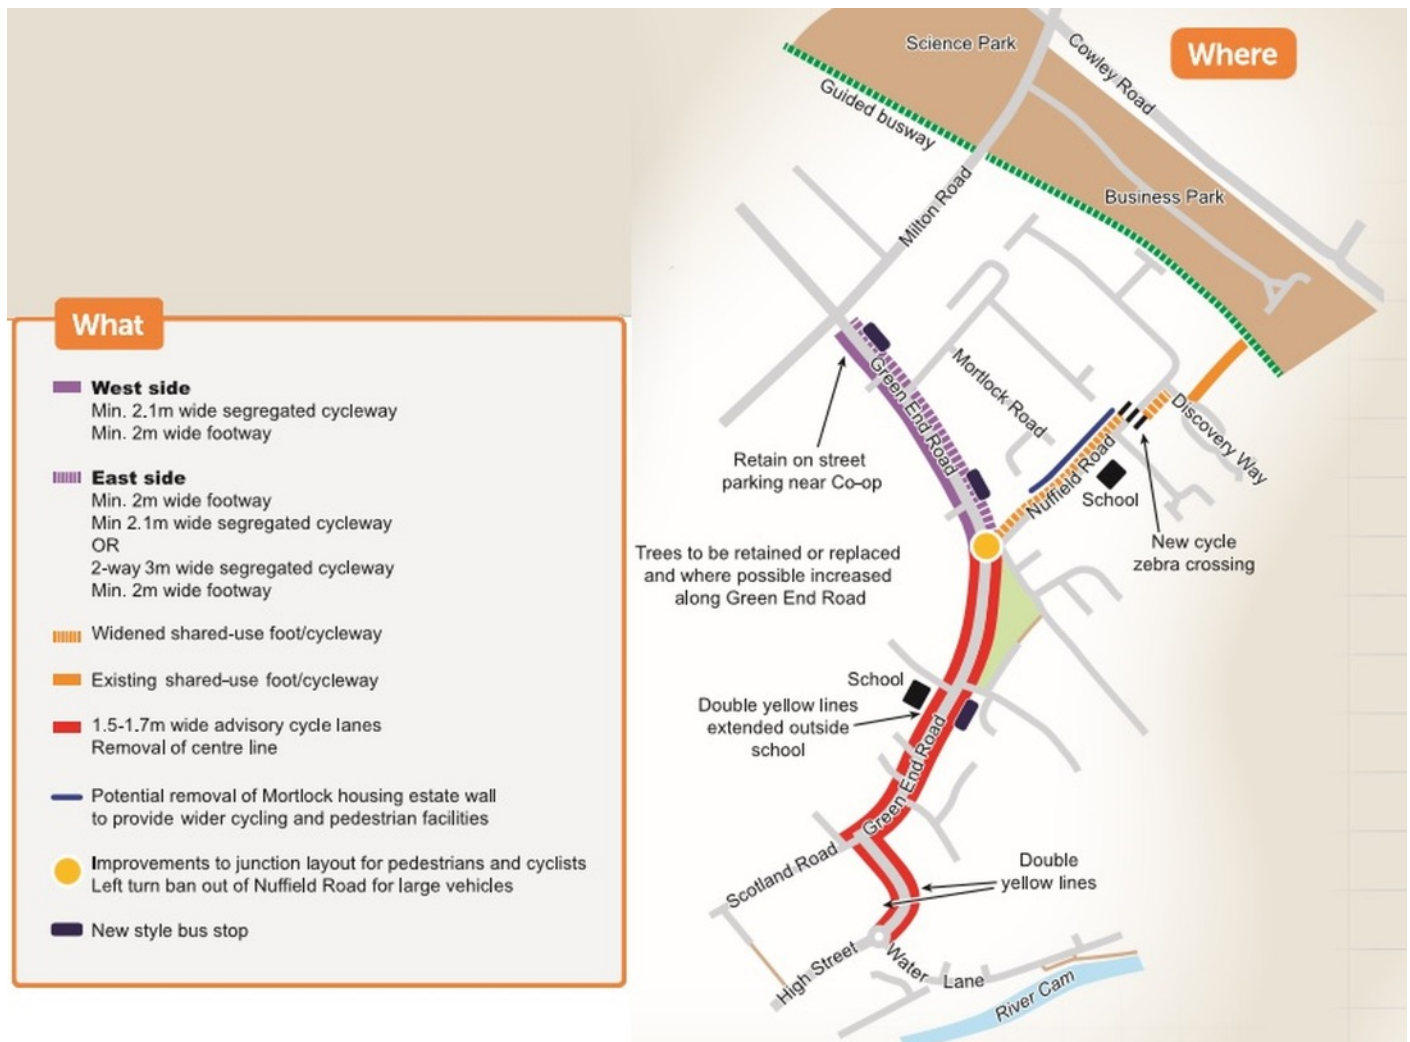 What
West side
Min. 2.1m wide segregated cycleway
Min. 2m wide footway
East side
Min. 2m wide footway
Min 2.1m wide segregated cycleway
OR
2-way 3m wide segregated cycleway
Min. 2m wide footway
Widened shared-use foot/cycleway
Existing shared-use foot/cycleway
1.5-1.7m wide advisory cycle lanes
Removal of centre line
Potential removal of Mortlock housing estate wall
to provide wider cycling and pedestrian facilities
Improvements to junction layout for pedestrians and cyclists
Left turn ban out of Nuffield Road for large vehicles
New style bus stop
Where
Science Park
Cowley Road
Guided busway
Business Park
Milton Road
Green End Road
Mortlock Road
Discovery Way
Nuffield Road
School
Retain on street
parking near Co-op
New cycle
zebra crossing
Trees to be retained or replaced
and where possible increased
along Green End Road
School
Double yellow lines
extended outside
school
Green End Road
Scotland Road
Double
yellow lines
High Street
Water Lane
River Cam